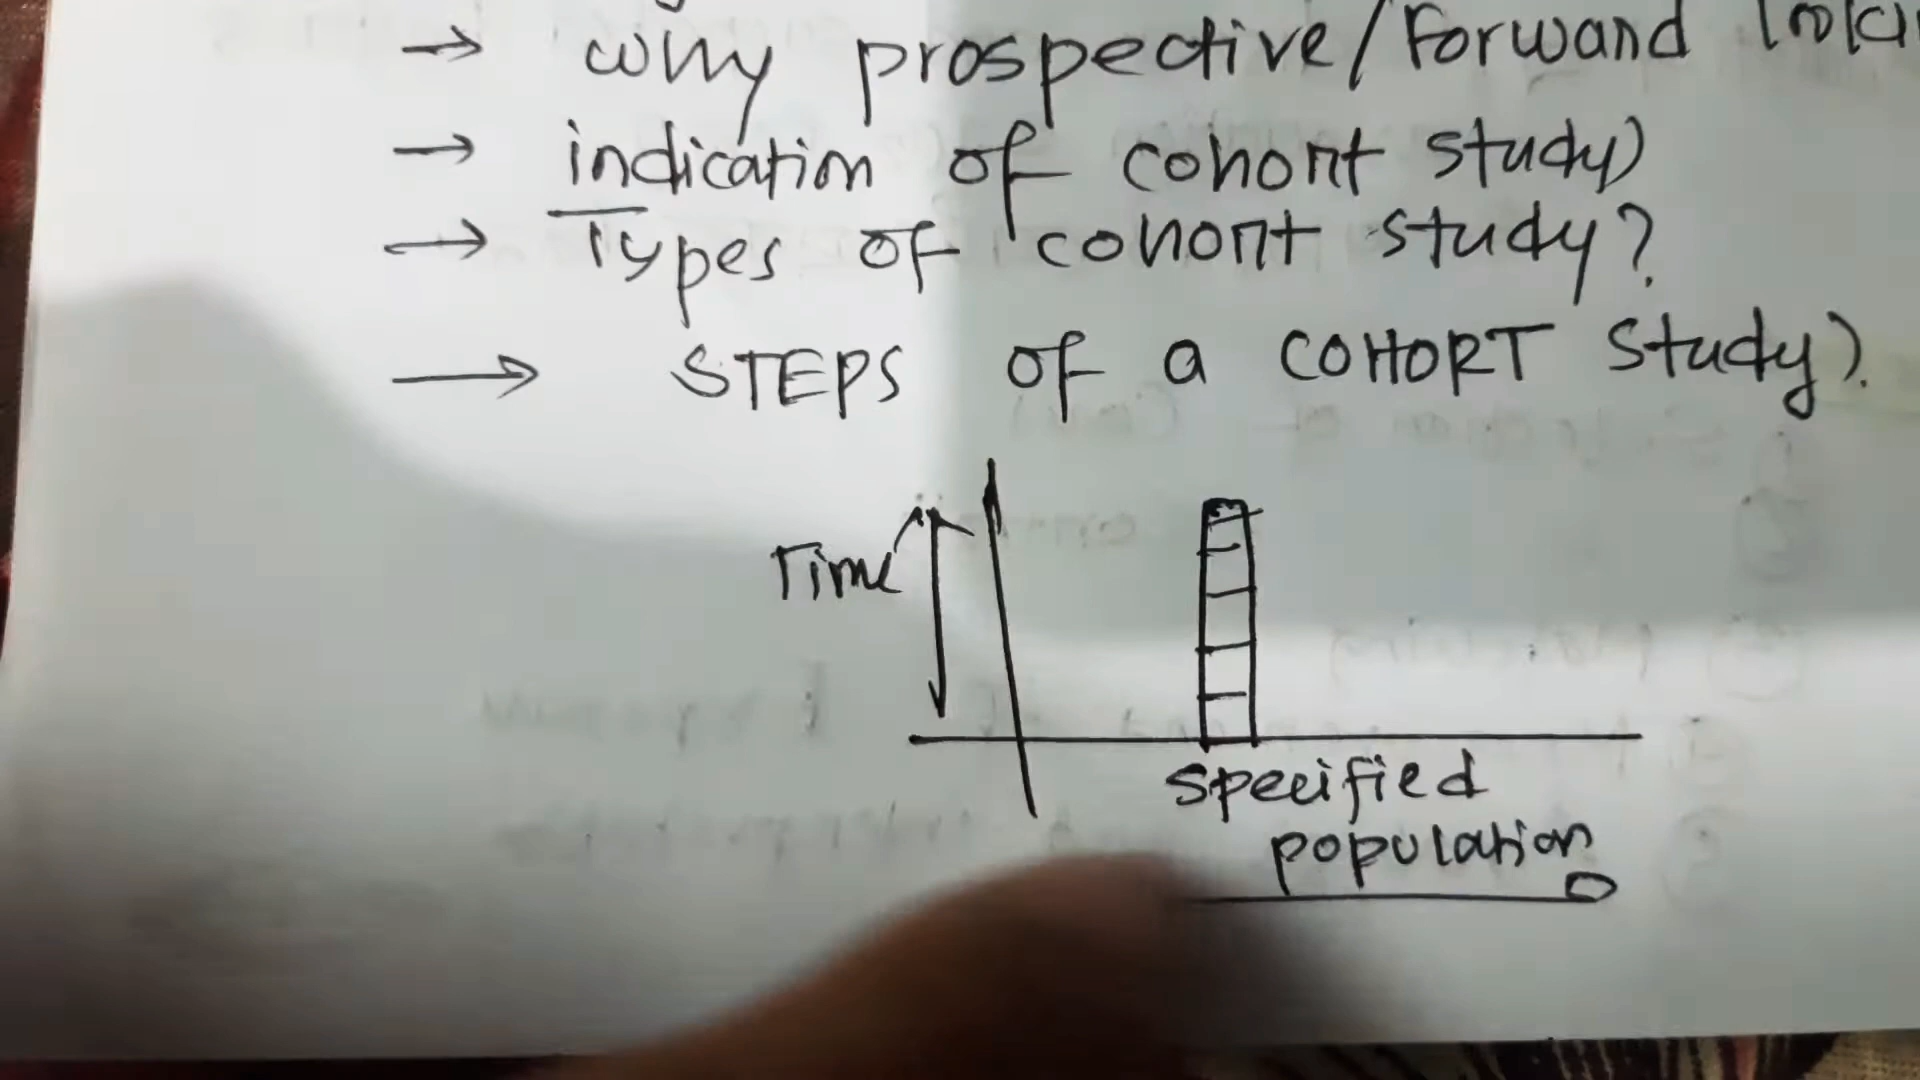 → why prospective/Forward
→ indication of cohort study)
→ Types of cohort study?
→ STEPS of a COHORT study).
Time
specified
population